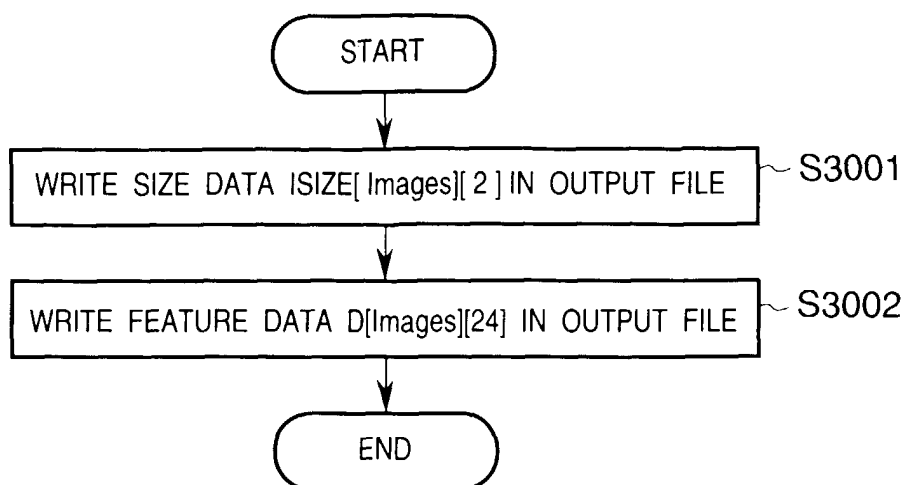 START
WRITE SIZE DATA ISIZE[Images][2] IN OUTPUT FILE
S3001
WRITE FEATURE DATA D[Images][24] IN OUTPUT FILE
S3002
END